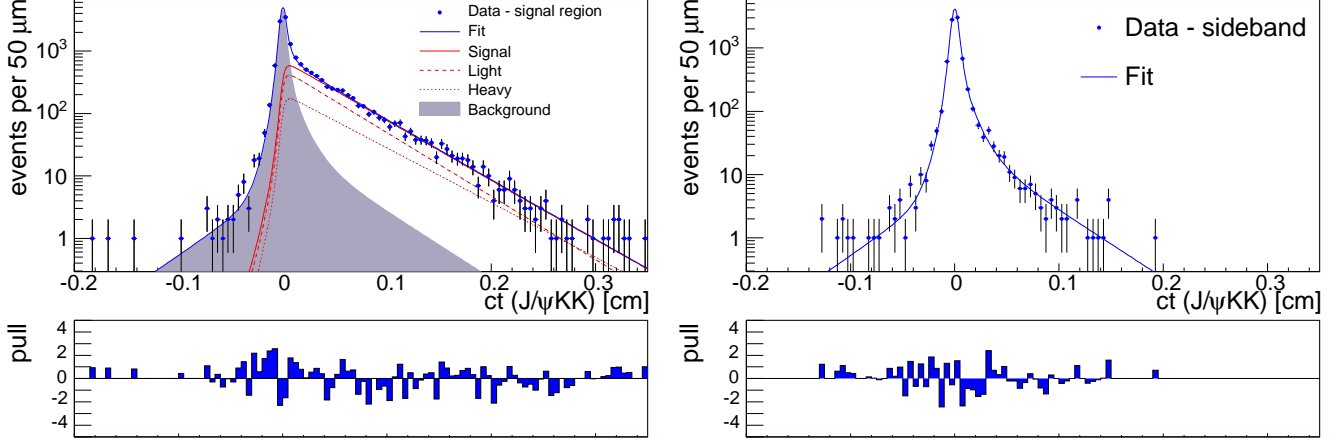 events per 50 μm
10³
10²
10
1
Data - signal region
Fit
Signal
Light
Heavy
Background
-0.2 -0.1 0 0.1 0.2 0.3
ct (J/ψKK) [cm]
pull
4
2
0
-2
-4
events per 50 μm
10³
10²
10
1
Data - sideband
Fit
-0.2 -0.1 0 0.1 0.2 0.3
ct (J/ψKK) [cm]
pull
4
2
0
-2
-4